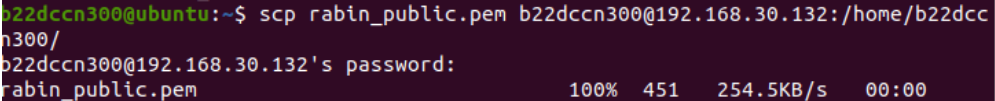 b22dccn300@ubuntu:~$ scp rabin_public.pem b22dccn300@192.168.30.132:/home/b22dcc
n300/
b22dccn300@192.168.30.132's password:
rabin_public.pem 100% 451 254.5KB/s 00:00